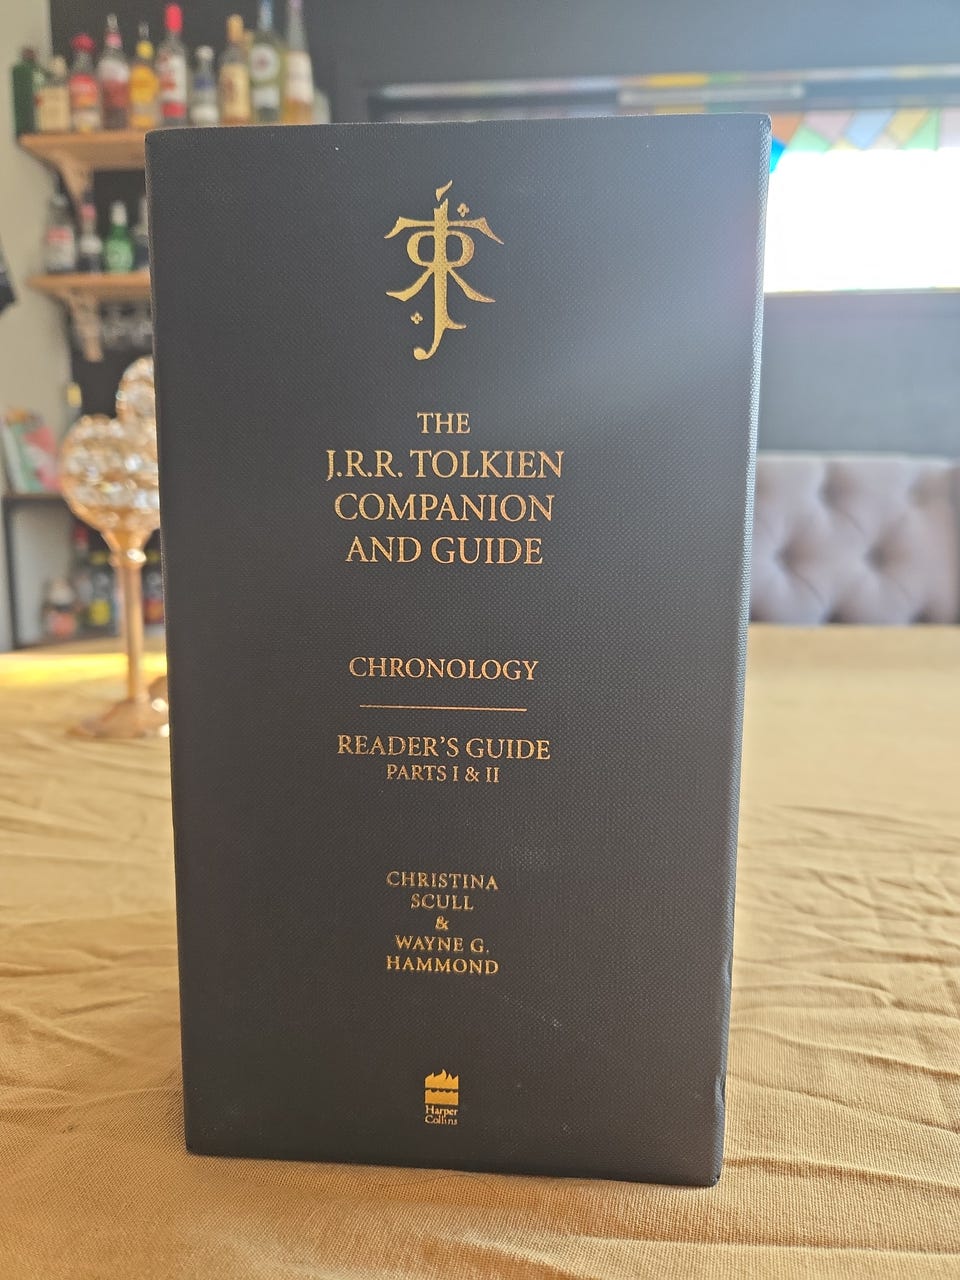 THE
J.R.R. TOLKIEN
COMPANION
AND GUIDE
CHRONOLOGY
READER'S GUIDE
PARTS I & II
CHRISTINA
SCULL
&
WAYNE G.
HAMMOND
Harper
Collins